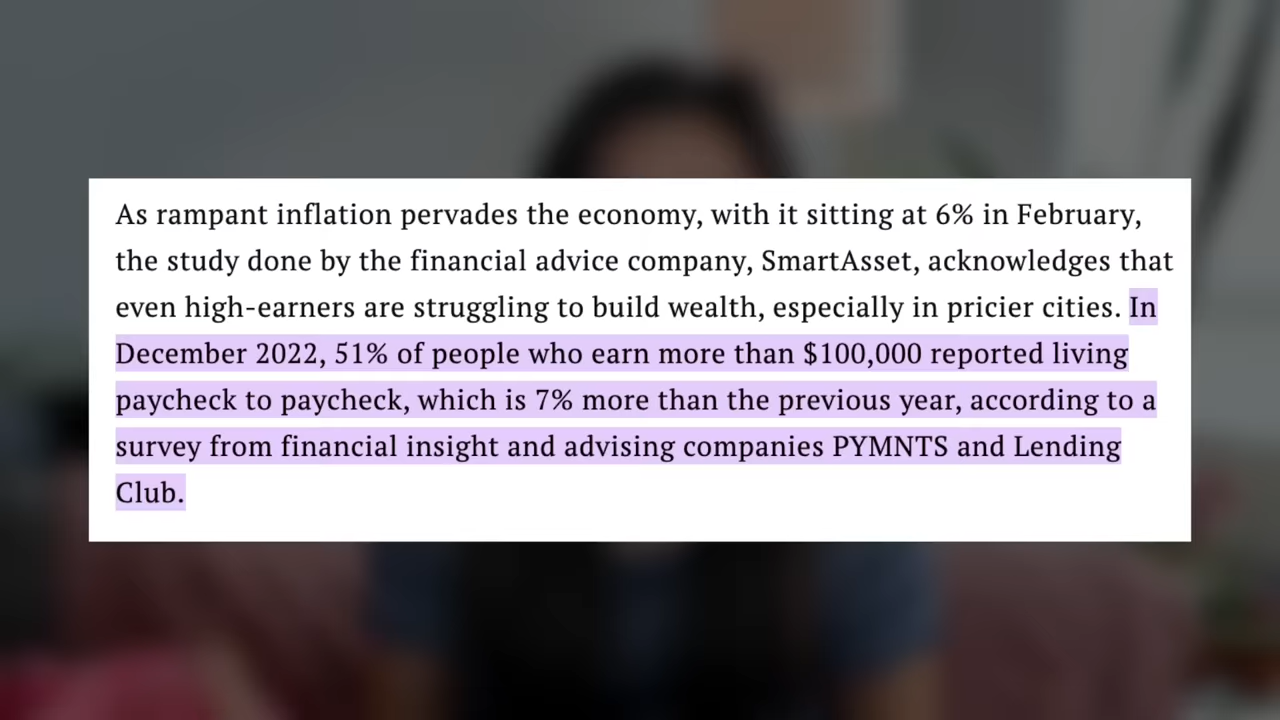 As rampant inflation pervades the economy, with it sitting at 6% in February,
the study done by the financial advice company, SmartAsset, acknowledges that
even high-earners are struggling to build wealth, especially in pricier cities. In
December 2022, 51% of people who earn more than $100,000 reported living
paycheck to paycheck, which is 7% more than the previous year, according to a
survey from financial insight and advising companies PYMNTS and Lending
Club.